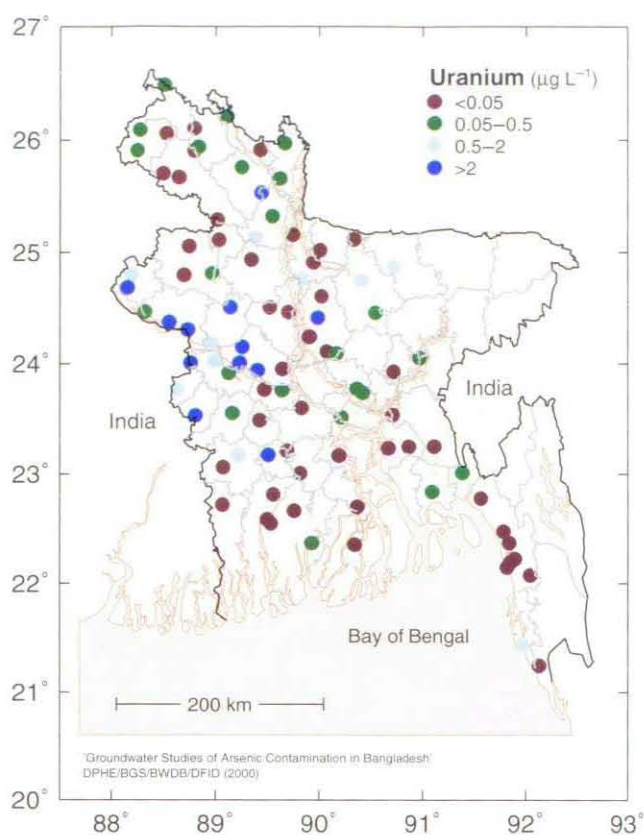 27°
26°
25°
24°
23°
22°
21°
20°
Uranium (µg L⁻¹)
<0.05
0.05–0.5
0.5–2
>2
India
India
Bay of Bengal
200 km
'Groundwater Studies of Arsenic Contamination in Bangladesh'
DPHE/BGS/BWDB/DFID (2000)
88° 89° 90° 91° 92° 93°